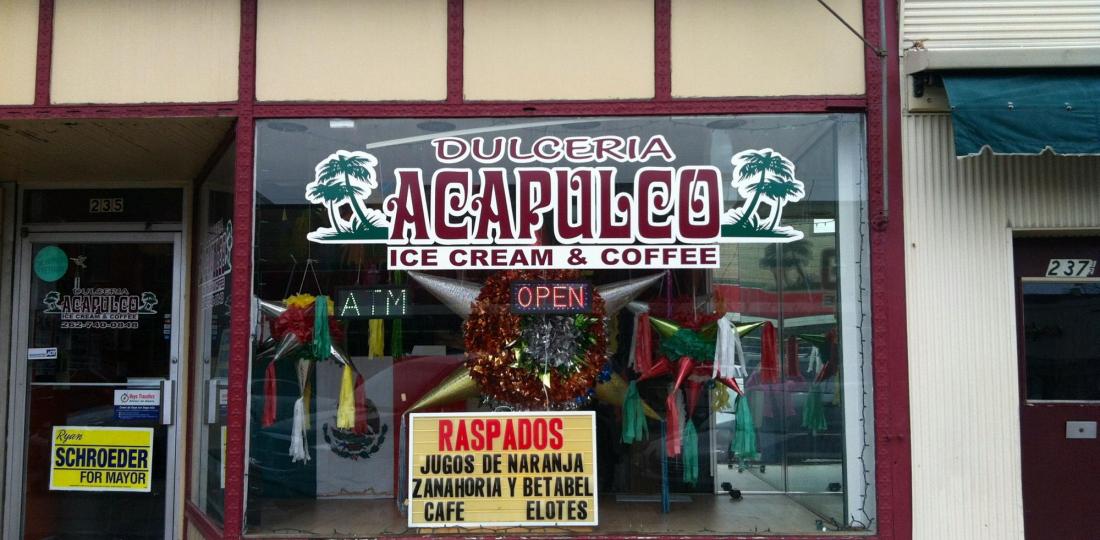 DULCERIA
ACAPULCO
ICE CREAM & COFFEE
ATM
OPEN
RASPADOS
JUGOS DE NARANJA
ZANAHORIA Y BETABEL
CAFE ELOTES
235
DULCERIA
ACAPULCO
ICE CREAM & COFFEE
262-740-0848
ADT
Ryan
SCHROEDER
FOR MAYOR
237